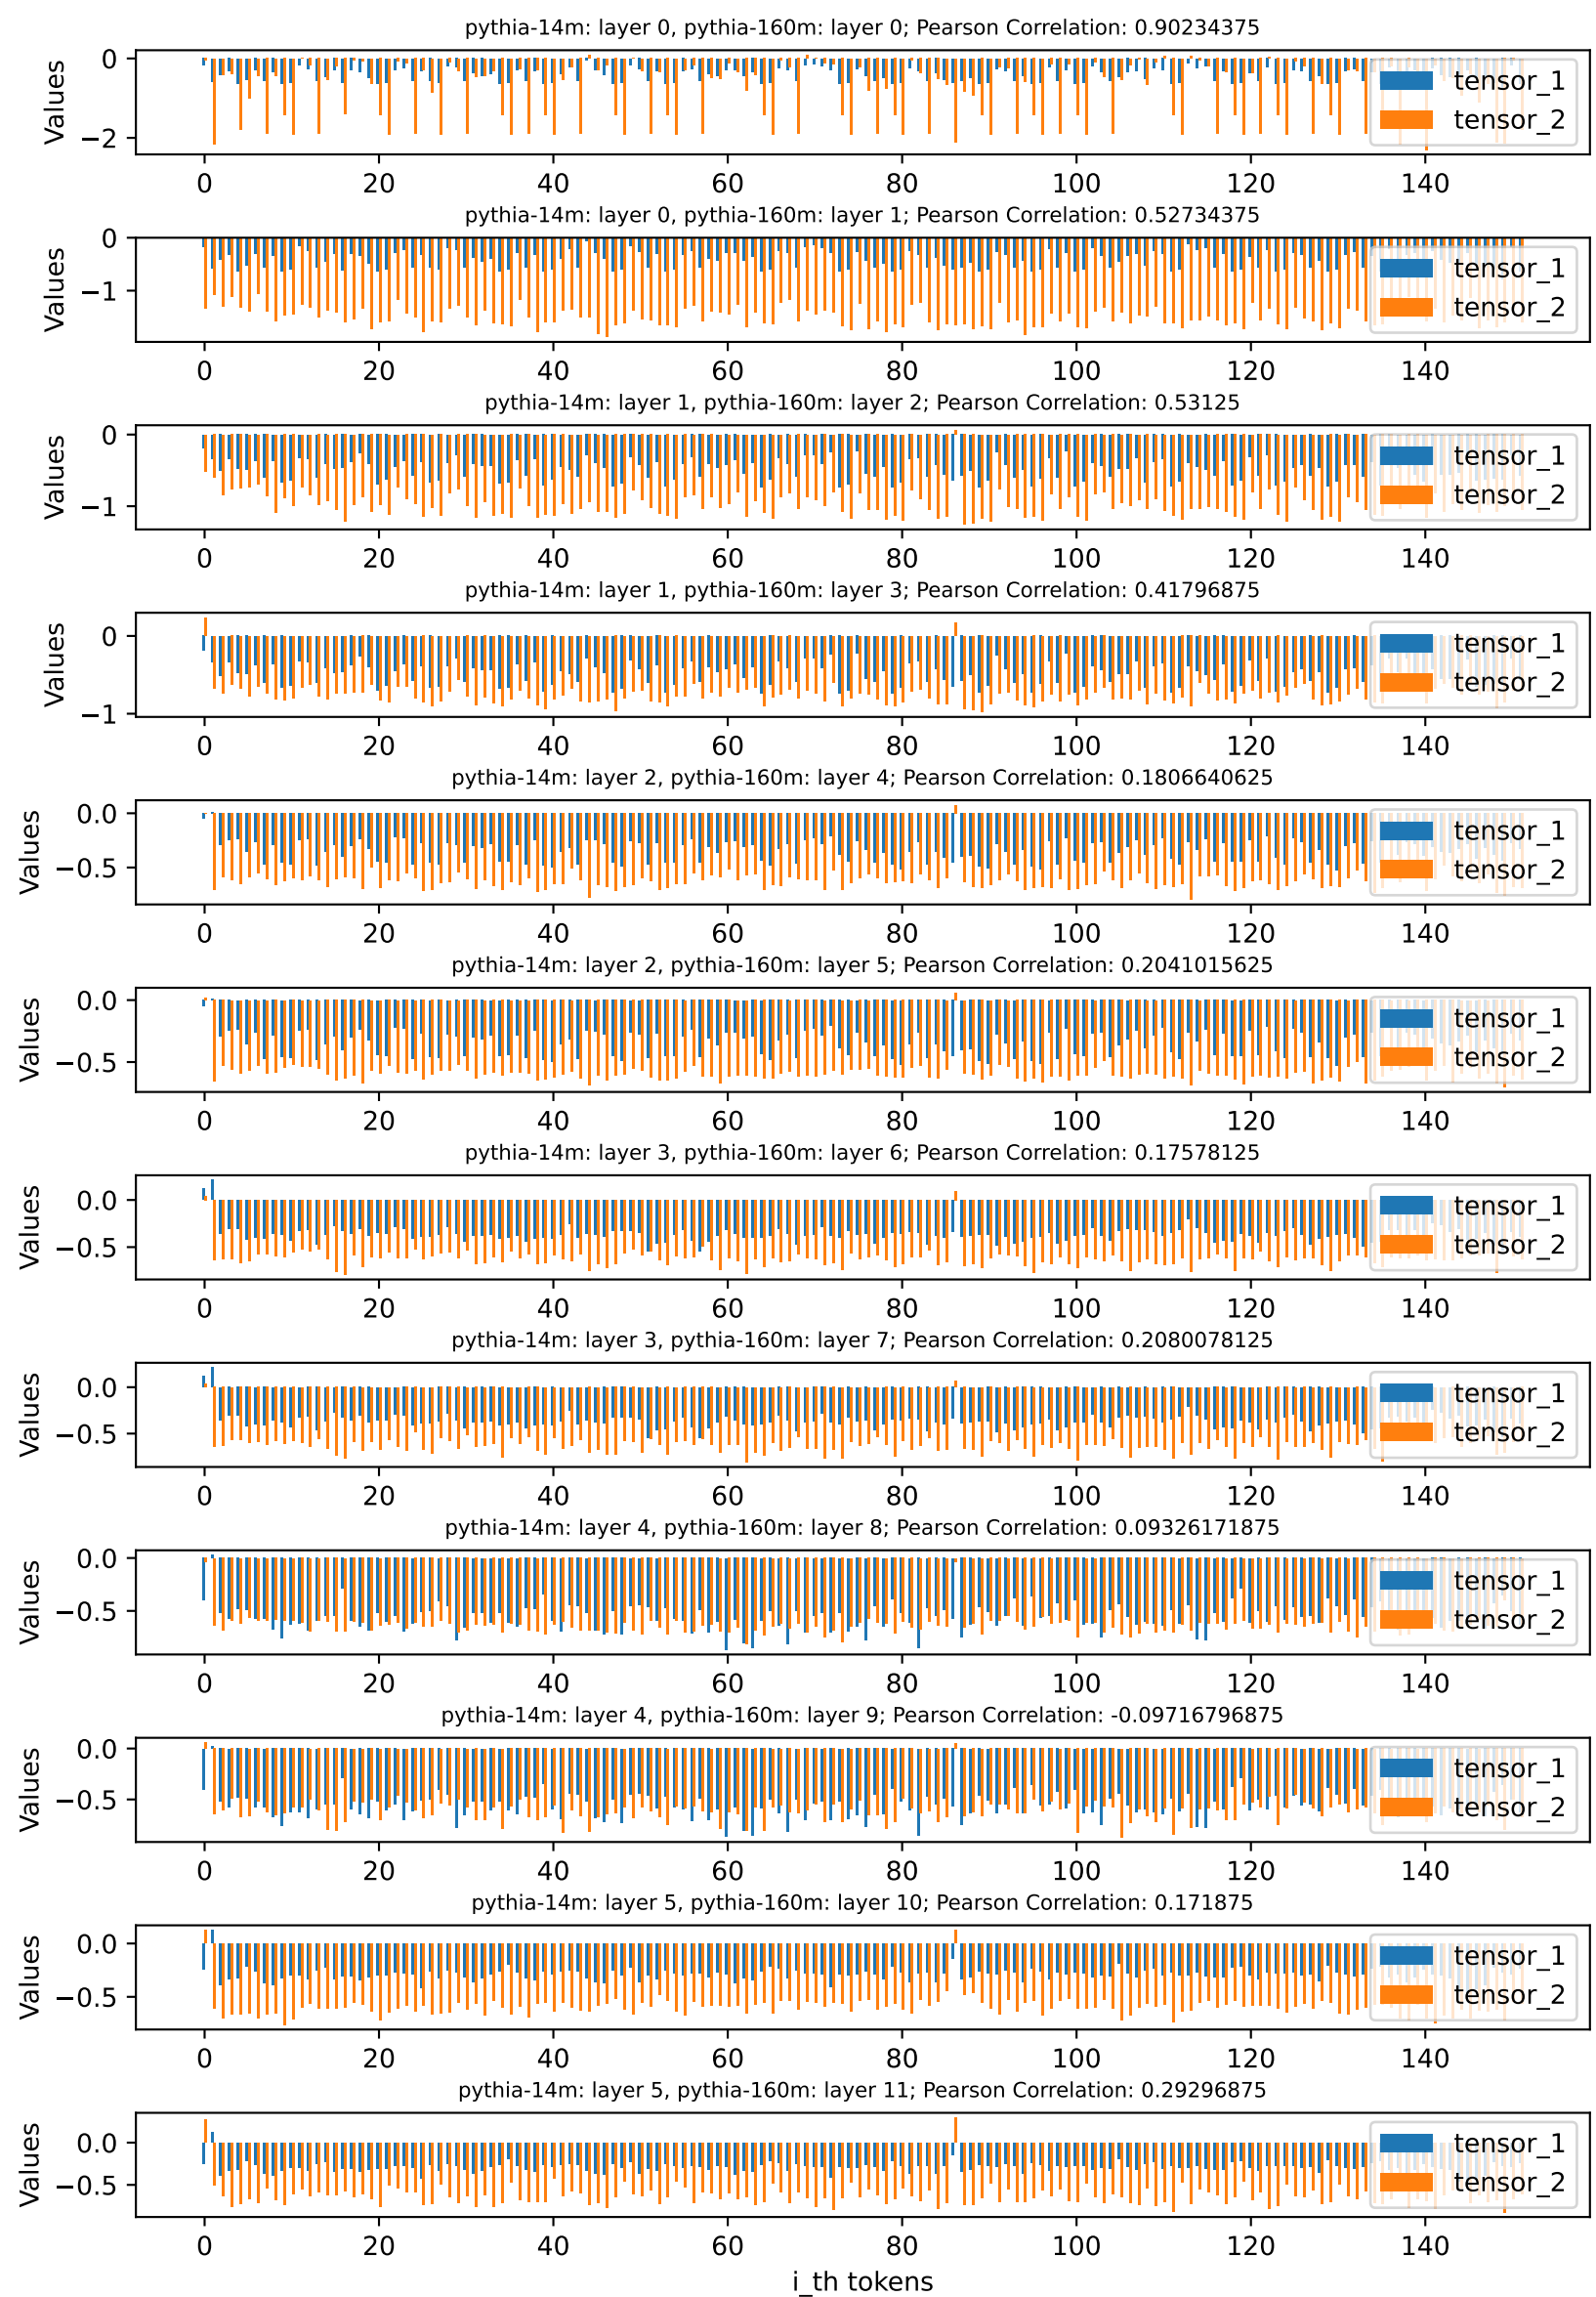 pythia-14m: layer 0, pythia-160m: layer 0; Pearson Correlation: 0.90234375
Values
0
−2
tensor_1
tensor_2
0 20 40 60 80 100 120 140
pythia-14m: layer 0, pythia-160m: layer 1; Pearson Correlation: 0.52734375
Values
0
−1
tensor_1
tensor_2
0 20 40 60 80 100 120 140
pythia-14m: layer 1, pythia-160m: layer 2; Pearson Correlation: 0.53125
Values
0
−1
tensor_1
tensor_2
0 20 40 60 80 100 120 140
pythia-14m: layer 1, pythia-160m: layer 3; Pearson Correlation: 0.41796875
Values
0
−1
tensor_1
tensor_2
0 20 40 60 80 100 120 140
pythia-14m: layer 2, pythia-160m: layer 4; Pearson Correlation: 0.1806640625
Values
0.0
−0.5
tensor_1
tensor_2
0 20 40 60 80 100 120 140
pythia-14m: layer 2, pythia-160m: layer 5; Pearson Correlation: 0.2041015625
Values
0.0
−0.5
tensor_1
tensor_2
0 20 40 60 80 100 120 140
pythia-14m: layer 3, pythia-160m: layer 6; Pearson Correlation: 0.17578125
Values
0.0
−0.5
tensor_1
tensor_2
0 20 40 60 80 100 120 140
pythia-14m: layer 3, pythia-160m: layer 7; Pearson Correlation: 0.2080078125
Values
0.0
−0.5
tensor_1
tensor_2
0 20 40 60 80 100 120 140
pythia-14m: layer 4, pythia-160m: layer 8; Pearson Correlation: 0.09326171875
Values
0.0
−0.5
tensor_1
tensor_2
0 20 40 60 80 100 120 140
pythia-14m: layer 4, pythia-160m: layer 9; Pearson Correlation: -0.09716796875
Values
0.0
−0.5
tensor_1
tensor_2
0 20 40 60 80 100 120 140
pythia-14m: layer 5, pythia-160m: layer 10; Pearson Correlation: 0.171875
Values
0.0
−0.5
tensor_1
tensor_2
0 20 40 60 80 100 120 140
pythia-14m: layer 5, pythia-160m: layer 11; Pearson Correlation: 0.29296875
Values
0.0
−0.5
tensor_1
tensor_2
0 20 40 60 80 100 120 140
i_th tokens